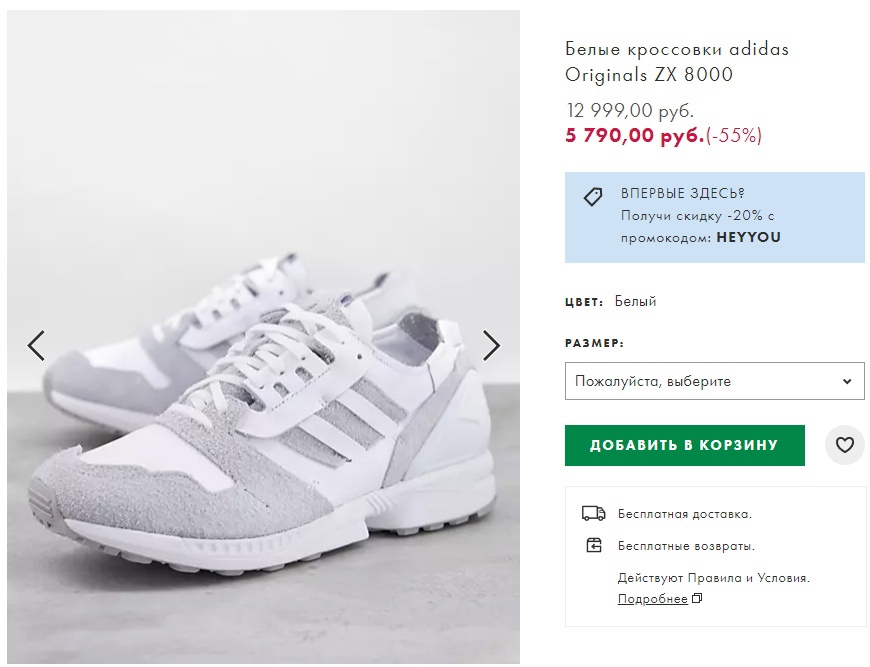 Белые кроссовки adidas
Originals ZX 8000
12 999,00 руб.
5 790,00 руб.(-55%)
ВПЕРВЫЕ ЗДЕСЬ?
Получи скидку -20% с
промокодом: HEYYOU
ЦВЕТ: Белый
РАЗМЕР:
Пожалуйста, выберите
ДОБАВИТЬ В КОРЗИНУ
Бесплатная доставка.
Бесплатные возвраты.
Действуют Правила и Условия.
Подробнее